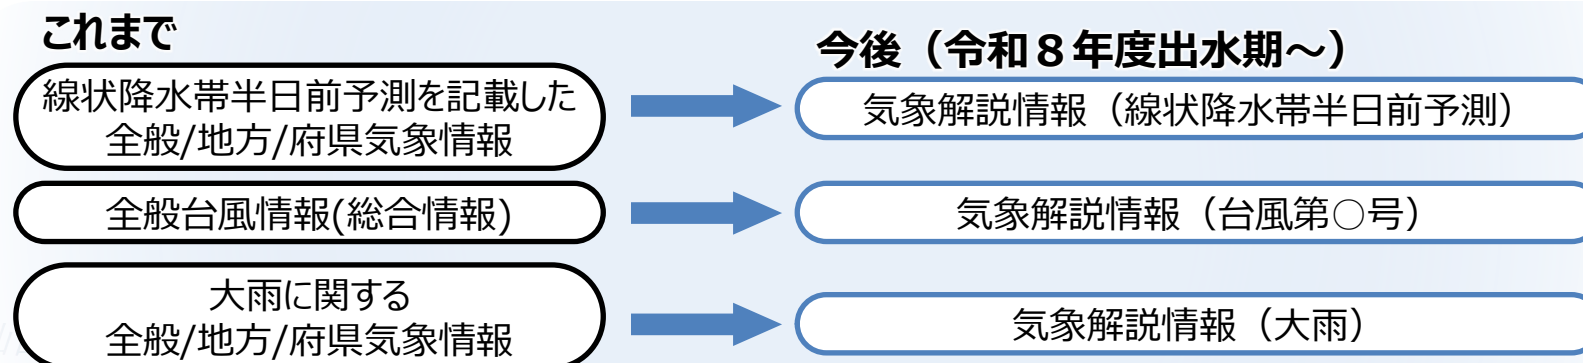 これまで
今後（令和８年度出水期～）
線状降水帯半日前予測を記載した
全般/地方/府県気象情報
気象解説情報（線状降水帯半日前予測）
全般台風情報(総合情報)
気象解説情報（台風第○号）
大雨に関する
全般/地方/府県気象情報
気象解説情報（大雨）